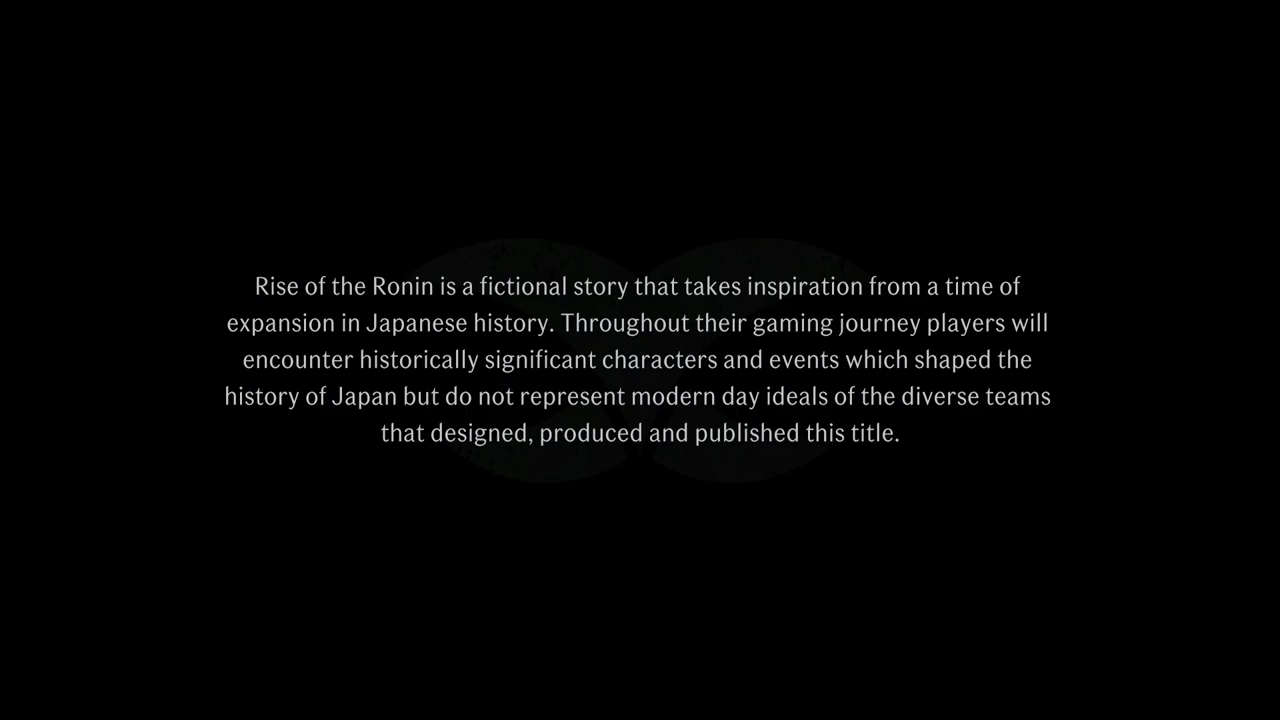 Rise of the Ronin is a fictional story that takes inspiration from a time of
expansion in Japanese history. Throughout their gaming journey players will
encounter historically significant characters and events which shaped the
history of Japan but do not represent modern day ideals of the diverse teams
that designed, produced and published this title.